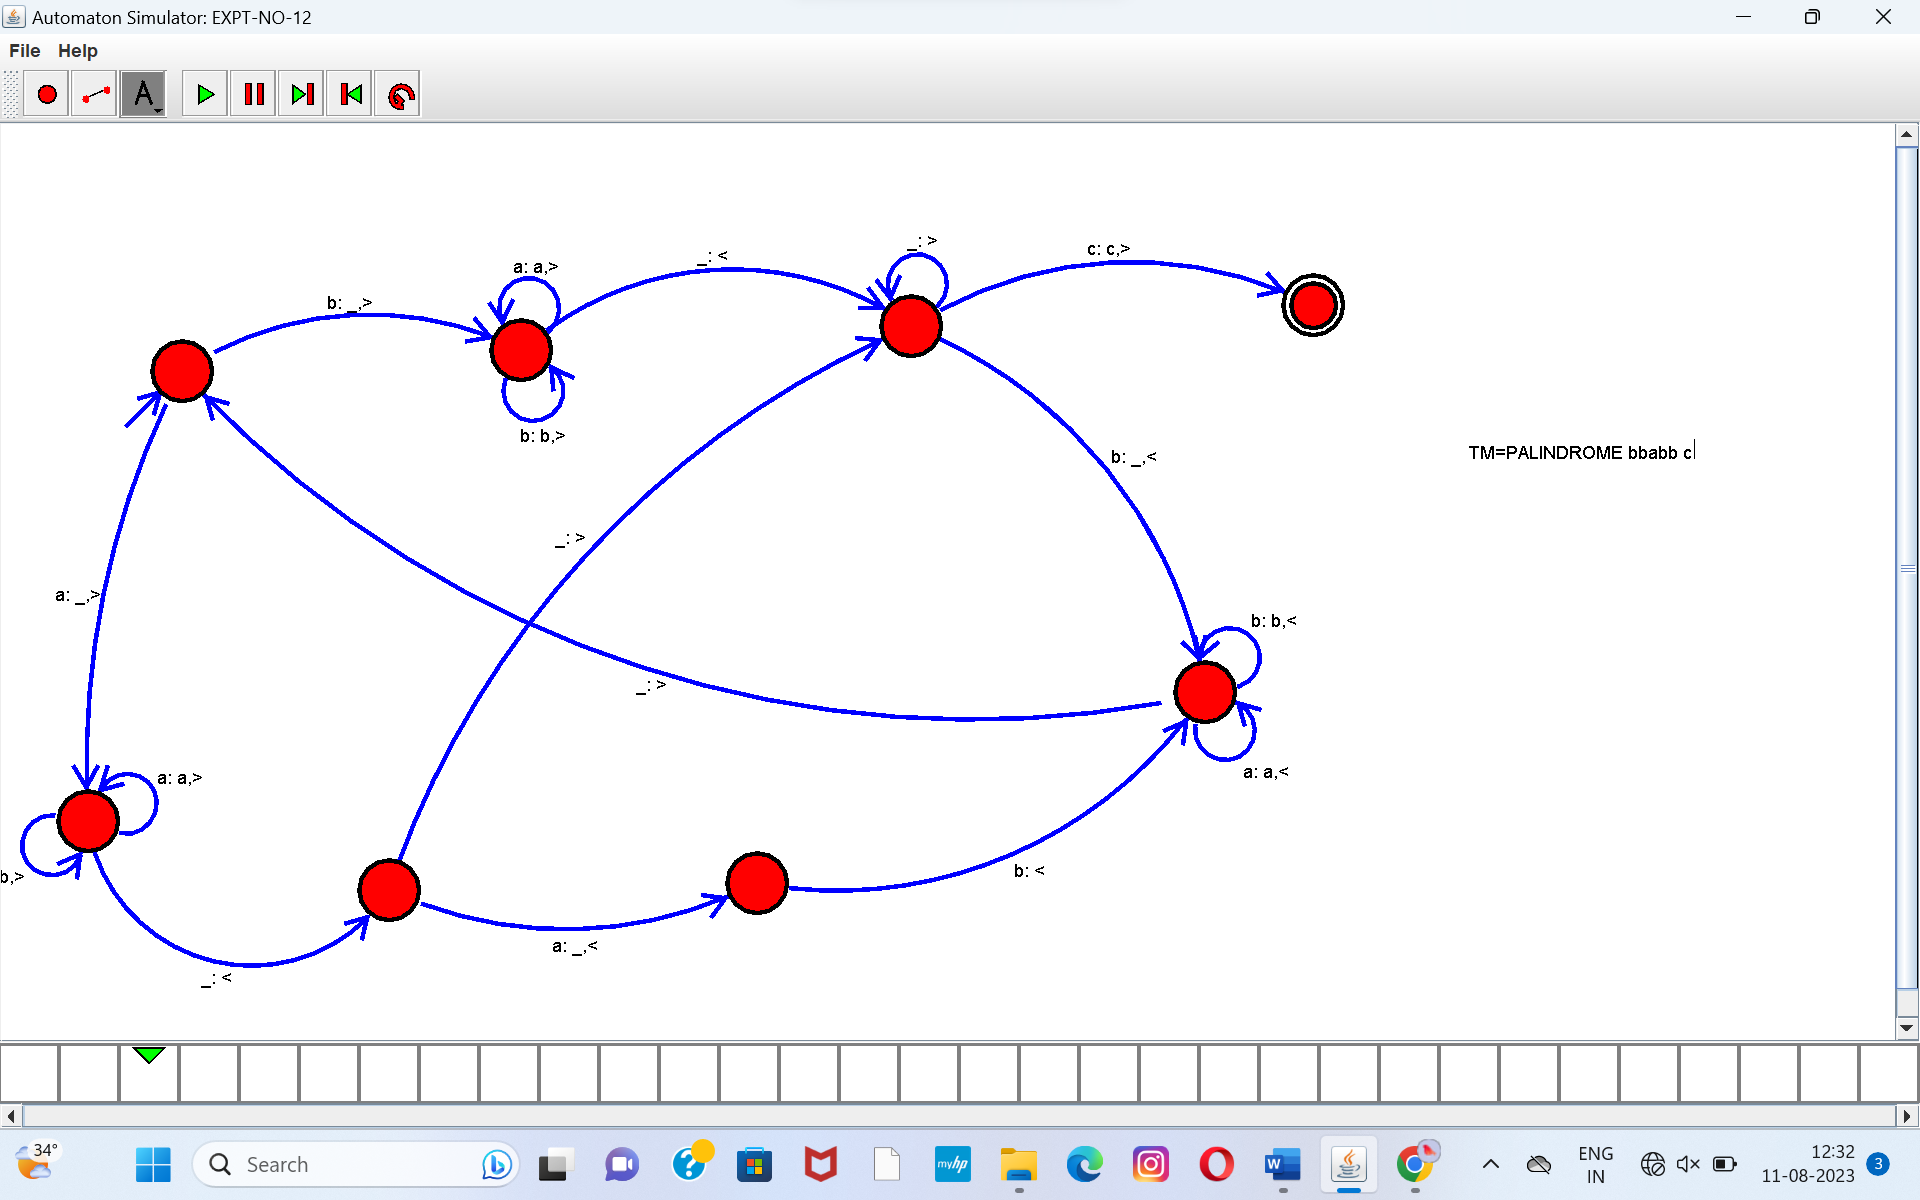 Automaton Simulator: EXPT-NO-12
File Help
A
_: >
c: c,>
_: <
a: a,>
b: _,>
b: b,>
TM=PALINDROME bbabb c
b: _,<
_: >
a: _,>
b: b,<
_: >
a: a,<
a: a,>
b,>
b: <
a: _,<
_: <
34°
Search
myhp
W
ENG
IN
12:32
11-08-2023
3